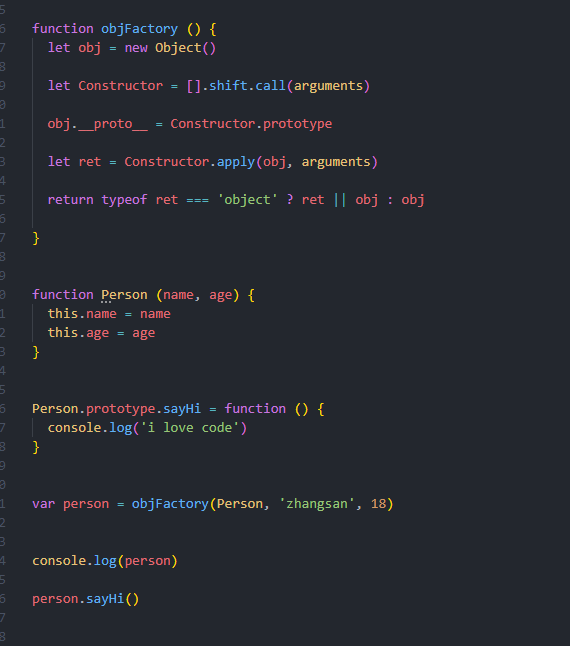 5
6 function objFactory () {
7 let obj = new Object()
8
9 let Constructor = [].shift.call(arguments)
0
1 obj.__proto__ = Constructor.prototype
2
3 let ret = Constructor.apply(obj, arguments)
4
5 return typeof ret === 'object' ? ret || obj : obj
6
7 }
8
9
0 function Person (name, age) {
1 this.name = name
2 this.age = age
3 }
4
5
6 Person.prototype.sayHi = function () {
7 console.log('i love code')
8 }
9
0
1 var person = objFactory(Person, 'zhangsan', 18)
2
3
4 console.log(person)
5
6 person.sayHi()
7
8